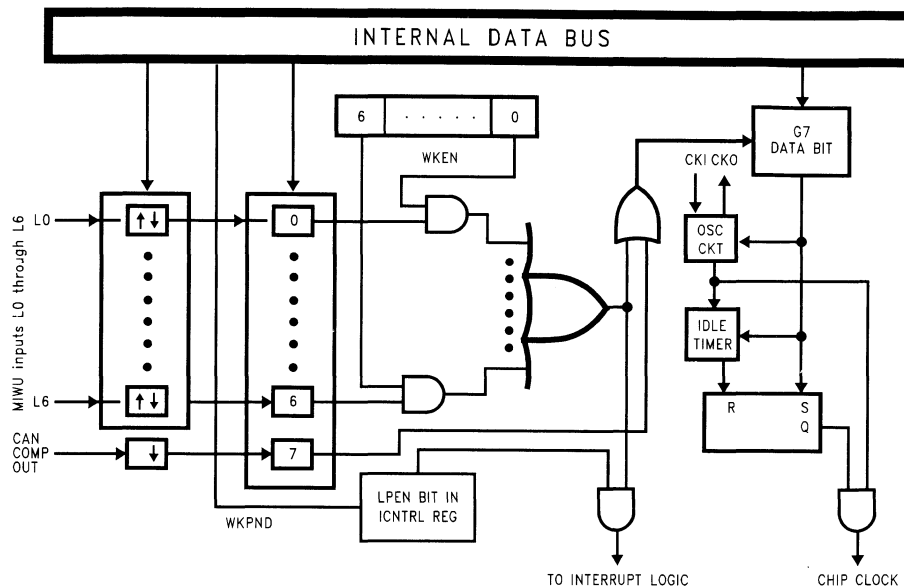 INTERNAL DATA BUS
6 . . . . . 0
WKEN
CKI CKO
G7
DATA BIT
MIWU inputs L0 through L6
L0
0
OSC
CKT
IDLE
TIMER
L6
6
R
S
Q
CAN
COMP
OUT
7
LPEN BIT IN
ICNTRL REG
WKPND
TO INTERRUPT LOGIC
CHIP CLOCK